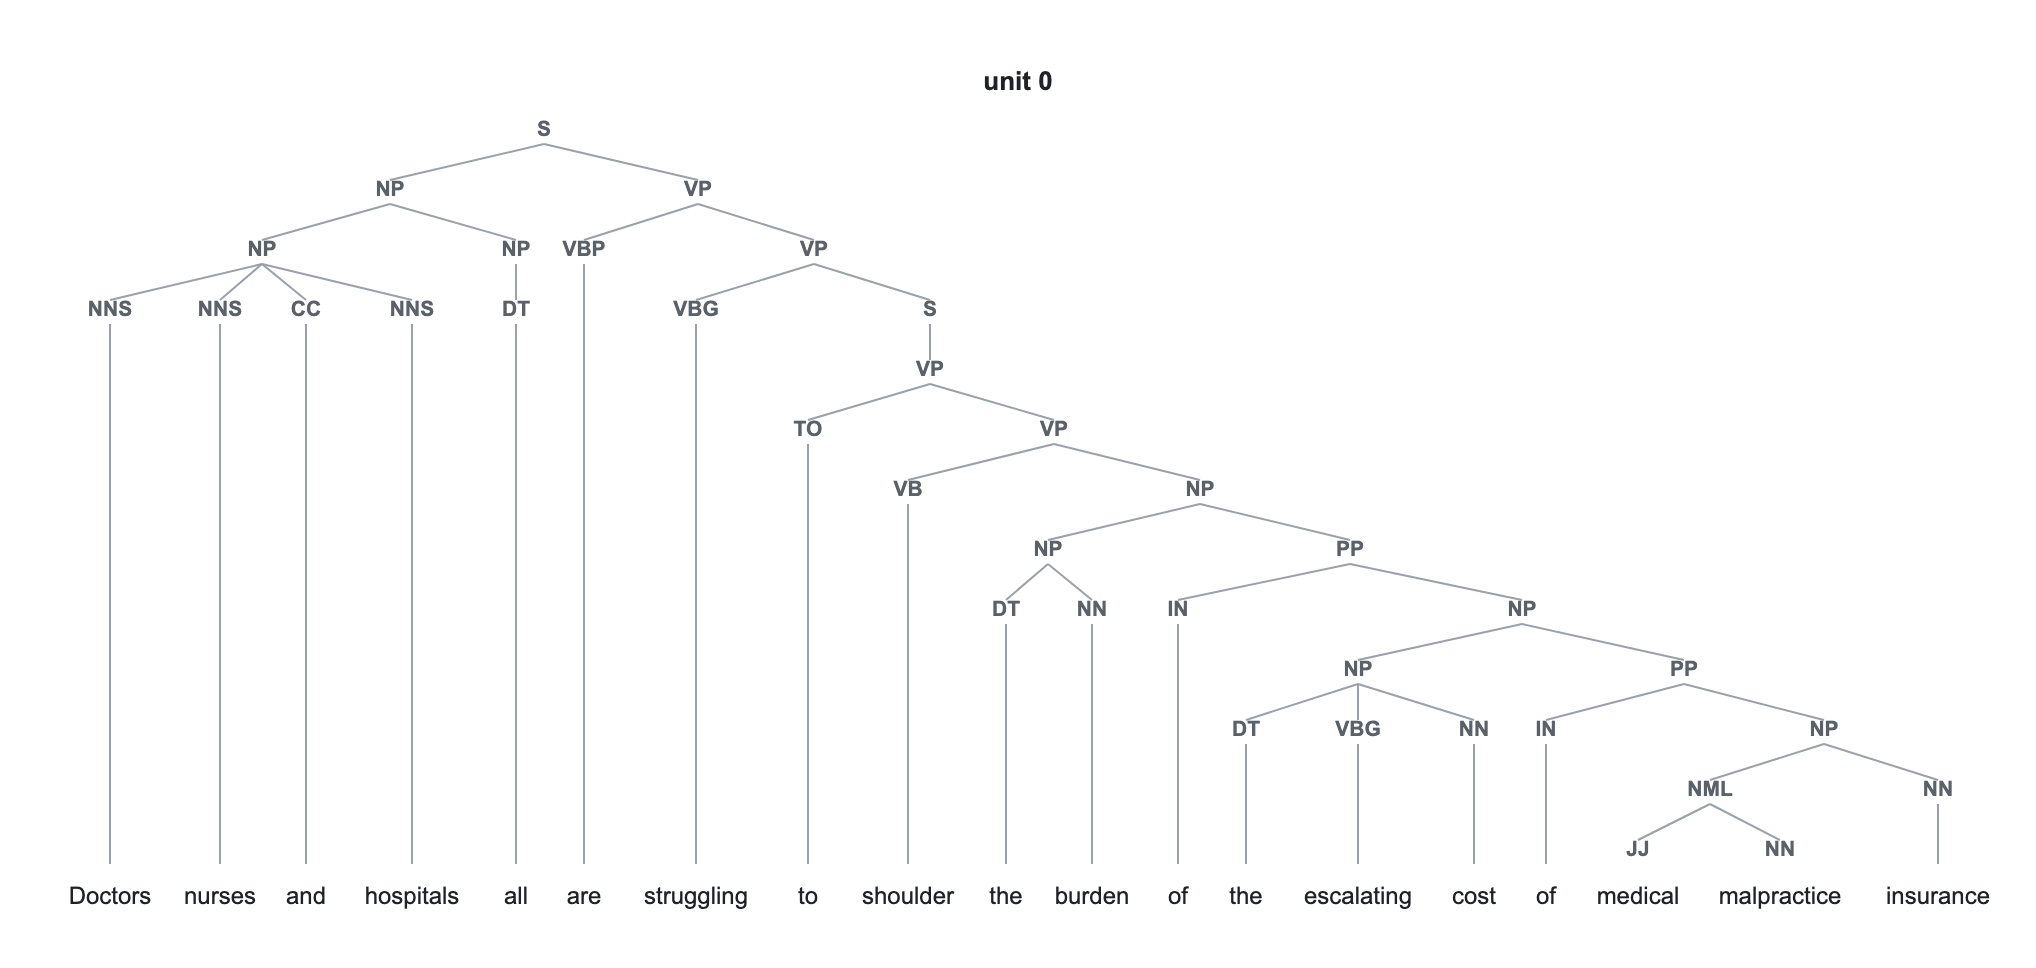 unit 0
S
NP VP
NP NP VBP VP
NNS NNS CC NNS DT VBG S
VP
TO VP
VB NP
NP PP
DT NN IN NP
NP PP
DT VBG NN IN NP
NML NN
JJ NN
Doctors nurses and hospitals all are struggling to shoulder the burden of the escalating cost of medical malpractice insurance